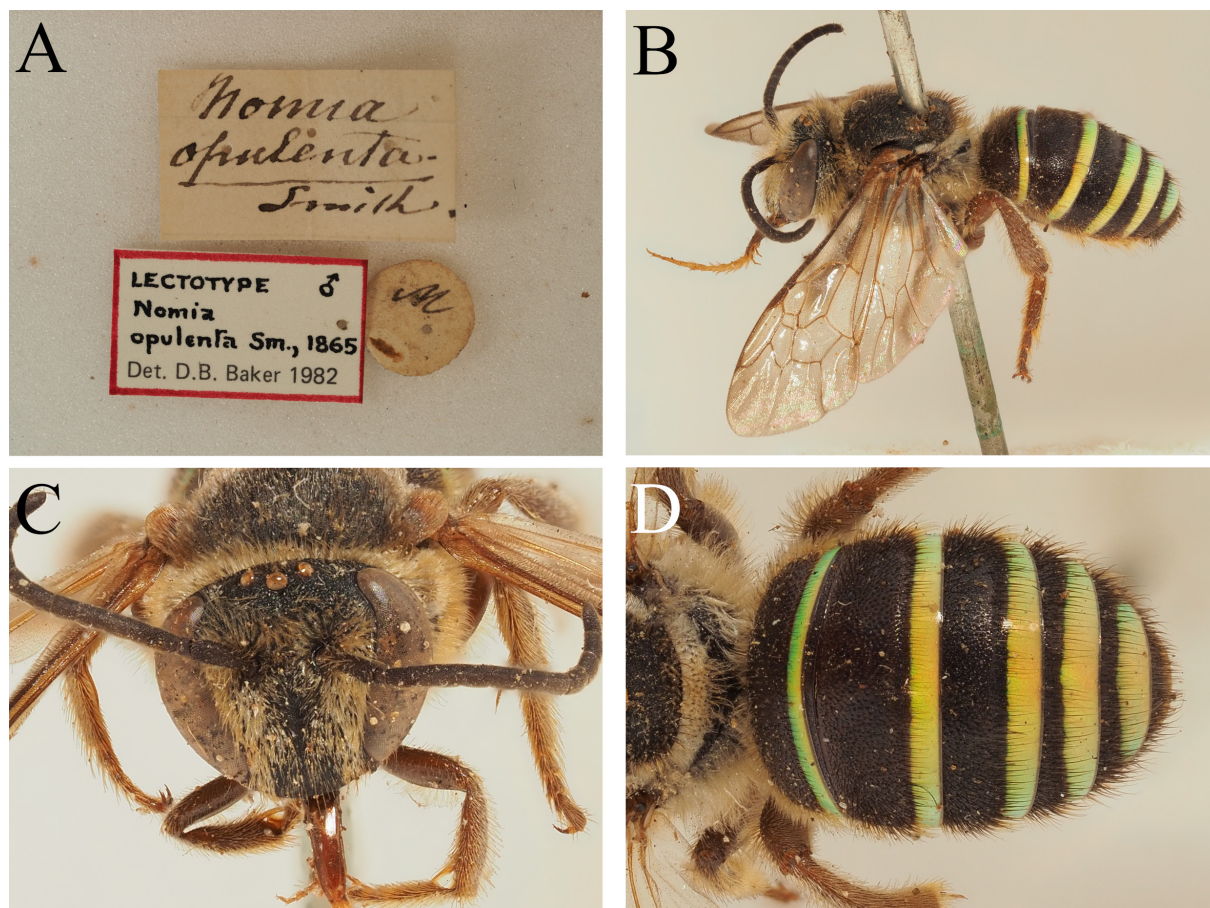 A
Nomia
opulenta.
Smith.
LECTOTYPE ♂
Nomia
opulenta Sm., 1865
Det. D.B. Baker 1982
M
B
C
D